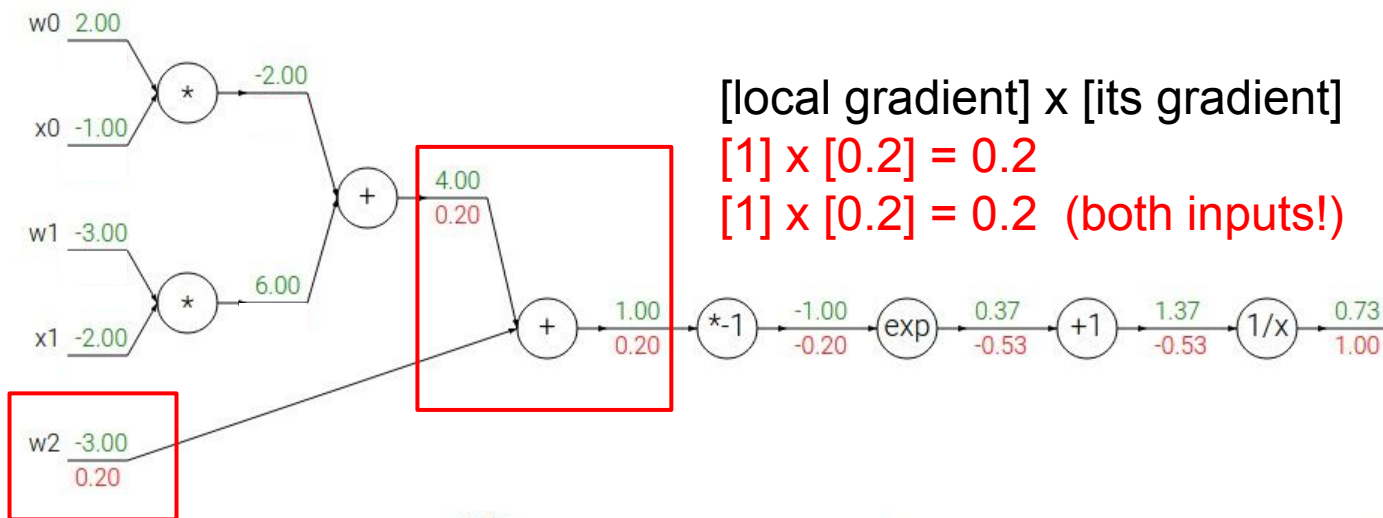 w0 2.00
-2.00
*
x0 -1.00
[local gradient] x [its gradient]
[1] x [0.2] = 0.2
[1] x [0.2] = 0.2 (both inputs!)
+
4.00
0.20
w1 -3.00
6.00
*
x1 -2.00
+
1.00
0.20
*-1
-1.00
-0.20
exp
0.37
-0.53
+1
1.37
-0.53
1/x
0.73
1.00
w2 -3.00
0.20